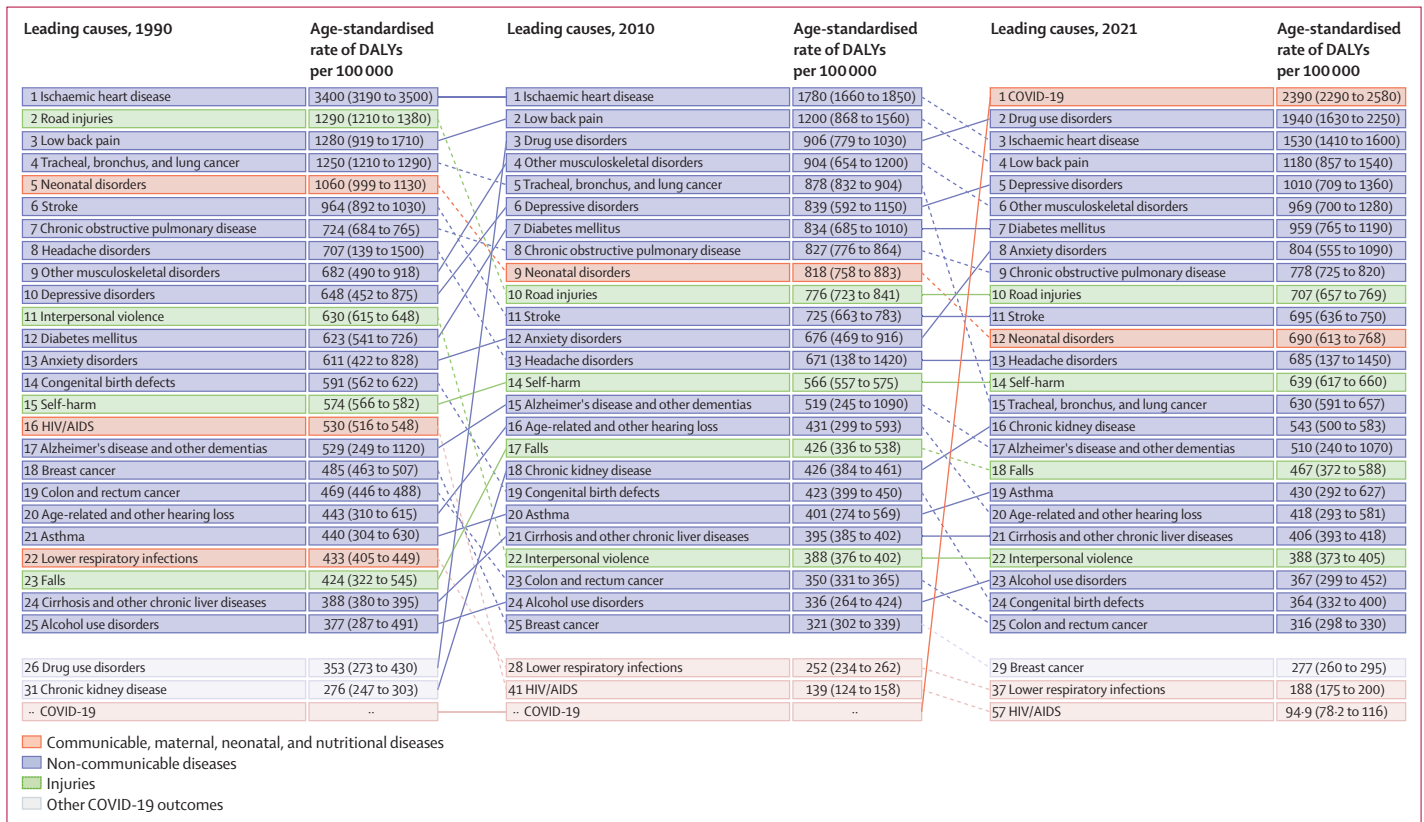 Leading causes, 1990 Age-standardised rate of DALYs per 100 000 Leading causes, 2010 Age-standardised rate of DALYs per 100 000 Leading causes, 2021 Age-standardised rate of DALYs per 100 000
1 Ischaemic heart disease 3400 (3190 to 3500) 1 Ischaemic heart disease 1780 (1660 to 1850) 1 COVID-19 2390 (2290 to 2580)
2 Road injuries 1290 (1210 to 1380) 2 Low back pain 1200 (868 to 1560) 2 Drug use disorders 1940 (1630 to 2250)
3 Low back pain 1280 (919 to 1710) 3 Drug use disorders 906 (779 to 1030) 3 Ischaemic heart disease 1530 (1410 to 1600)
4 Tracheal, bronchus, and lung cancer 1250 (1210 to 1290) 4 Other musculoskeletal disorders 904 (654 to 1200) 4 Low back pain 1180 (857 to 1540)
5 Neonatal disorders 1060 (999 to 1130) 5 Tracheal, bronchus, and lung cancer 878 (832 to 904) 5 Depressive disorders 1010 (709 to 1360)
6 Stroke 964 (892 to 1030) 6 Depressive disorders 839 (592 to 1150) 6 Other musculoskeletal disorders 969 (700 to 1280)
7 Chronic obstructive pulmonary disease 724 (684 to 765) 7 Diabetes mellitus 834 (685 to 1010) 7 Diabetes mellitus 959 (765 to 1190)
8 Headache disorders 707 (139 to 1500) 8 Chronic obstructive pulmonary disease 827 (776 to 864) 8 Anxiety disorders 804 (555 to 1090)
9 Other musculoskeletal disorders 682 (490 to 918) 9 Neonatal disorders 818 (758 to 883) 9 Chronic obstructive pulmonary disease 778 (725 to 820)
10 Depressive disorders 648 (452 to 875) 10 Road injuries 776 (723 to 841) 10 Road injuries 707 (657 to 769)
11 Interpersonal violence 630 (615 to 648) 11 Stroke 725 (663 to 783) 11 Stroke 695 (636 to 750)
12 Diabetes mellitus 623 (541 to 726) 12 Anxiety disorders 676 (469 to 916) 12 Neonatal disorders 690 (613 to 768)
13 Anxiety disorders 611 (422 to 828) 13 Headache disorders 671 (138 to 1420) 13 Headache disorders 685 (137 to 1450)
14 Congenital birth defects 591 (562 to 622) 14 Self-harm 566 (557 to 575) 14 Self-harm 639 (617 to 660)
15 Self-harm 574 (566 to 582) 15 Alzheimer's disease and other dementias 519 (245 to 1090) 15 Tracheal, bronchus, and lung cancer 630 (591 to 657)
16 HIV/AIDS 530 (516 to 548) 16 Age-related and other hearing loss 431 (299 to 593) 16 Chronic kidney disease 543 (500 to 583)
17 Alzheimer's disease and other dementias 529 (249 to 1120) 17 Falls 426 (336 to 538) 17 Alzheimer's disease and other dementias 510 (240 to 1070)
18 Breast cancer 485 (463 to 507) 18 Chronic kidney disease 426 (384 to 461) 18 Falls 467 (372 to 588)
19 Colon and rectum cancer 469 (446 to 488) 19 Congenital birth defects 423 (399 to 450) 19 Asthma 430 (292 to 627)
20 Age-related and other hearing loss 443 (310 to 615) 20 Asthma 401 (274 to 569) 20 Age-related and other hearing loss 418 (293 to 581)
21 Asthma 440 (304 to 630) 21 Cirrhosis and other chronic liver diseases 395 (385 to 402) 21 Cirrhosis and other chronic liver diseases 406 (393 to 418)
22 Lower respiratory infections 433 (405 to 449) 22 Interpersonal violence 388 (376 to 402) 22 Interpersonal violence 388 (373 to 405)
23 Falls 424 (322 to 545) 23 Colon and rectum cancer 350 (331 to 365) 23 Alcohol use disorders 367 (299 to 452)
24 Cirrhosis and other chronic liver diseases 388 (380 to 395) 24 Alcohol use disorders 336 (264 to 424) 24 Congenital birth defects 364 (332 to 400)
25 Alcohol use disorders 377 (287 to 491) 25 Breast cancer 321 (302 to 339) 25 Colon and rectum cancer 316 (298 to 330)
26 Drug use disorders 353 (273 to 430) 28 Lower respiratory infections 252 (234 to 262) 29 Breast cancer 277 (260 to 295)
31 Chronic kidney disease 276 (247 to 303) 41 HIV/AIDS 139 (124 to 158) 37 Lower respiratory infections 188 (175 to 200)
·· COVID-19 ·· ·· COVID-19 ·· 57 HIV/AIDS 94·9 (78·2 to 116)
Communicable, maternal, neonatal, and nutritional diseases
Non-communicable diseases
Injuries
Other COVID-19 outcomes